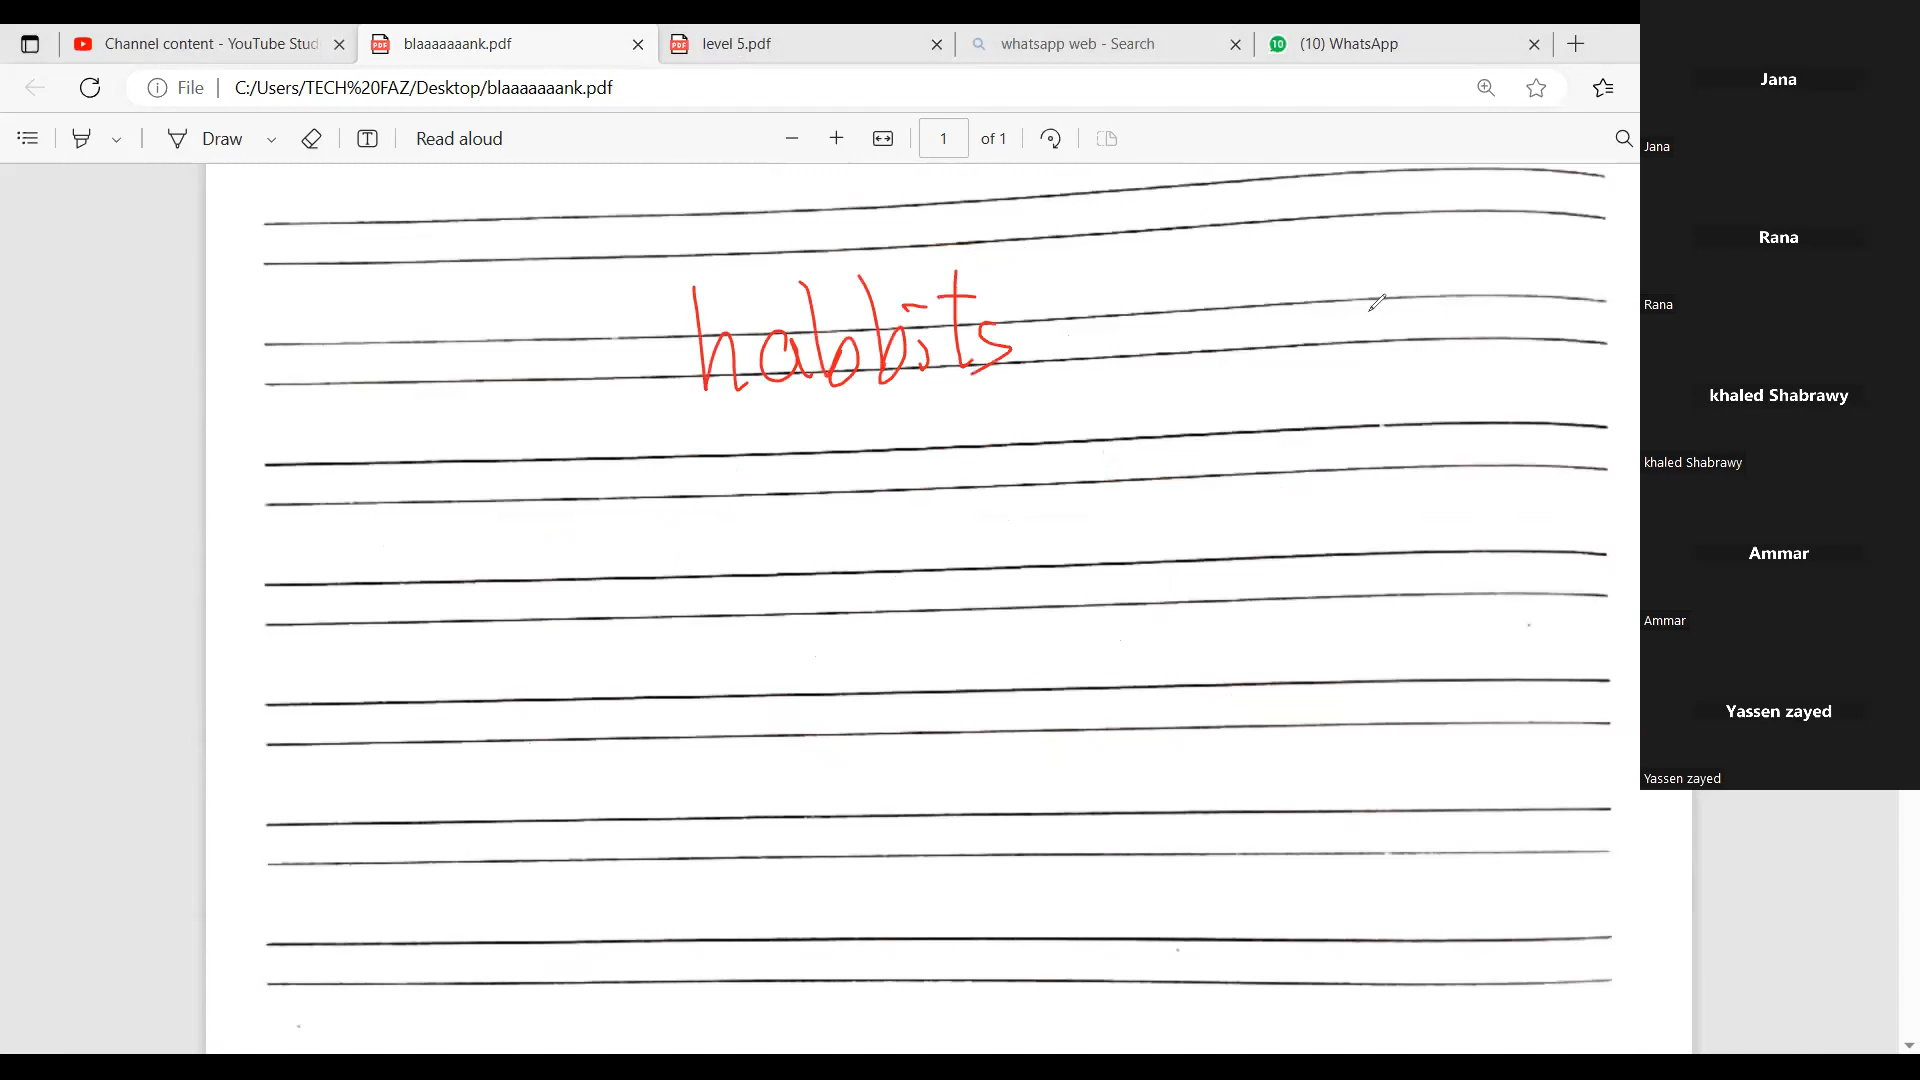 Channel content - YouTube Stud
blaaaaaaank.pdf
level 5.pdf
whatsapp web - Search
10
(10) WhatsApp
File
C:/Users/TECH%20FAZ/Desktop/blaaaaaaank.pdf
Draw
Read aloud
1
of 1
habbits
Jana
Jana
Rana
Rana
khaled Shabrawy
khaled Shabrawy
Ammar
Ammar
Yassen zayed
Yassen zayed